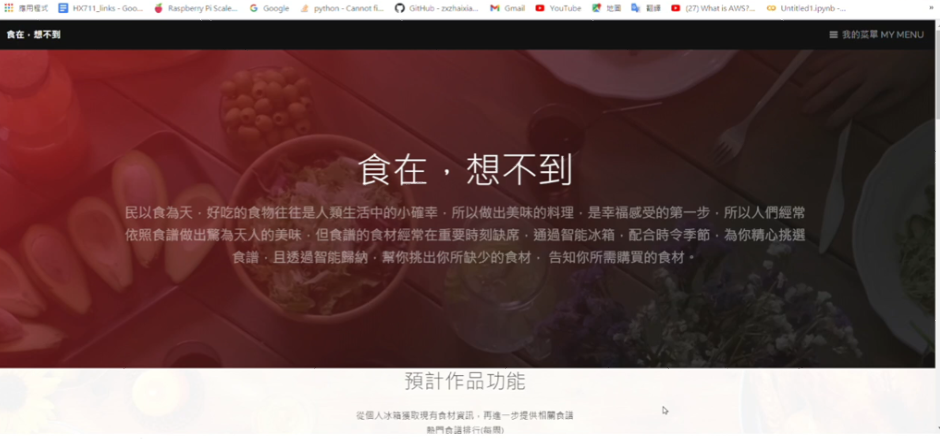 應用程式 HX711_links - Goo... Raspberry Pi Scale... Google python - Cannot fi... GitHub - zxzhaixia... Gmail YouTube 地圖 翻譯 (27) What is AWS?... Untitled1.ipynb -... »
食在，想不到 我的菜單 MY MENU
食在，想不到
民以食為天，好吃的食物往往是人類生活中的小確幸，所以做出美味的料理，是幸福感受的第一步，所以人們經常
依照食譜做出驚為天人的美味，但食譜的食材經常在重要時刻缺席，通過智能冰箱，配合時令季節，為你精心挑選
食譜，且透過智能歸納，幫你挑出你所缺少的食材， 告知你所需購買的食材。
預計作品功能
從個人冰箱獲取現有食材資訊，再進一步提供相關食譜
熱門食譜排行(每周)